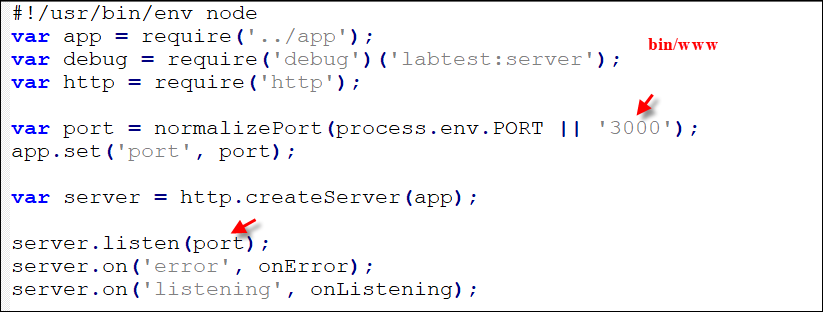 #!/usr/bin/env node
var app = require('../app');
var debug = require('debug')('labtest:server');
bin/www
var http = require('http');
var port = normalizePort(process.env.PORT || '3000');
app.set('port', port);
var server = http.createServer(app);
server.listen(port);
server.on('error', onError);
server.on('listening', onListening);